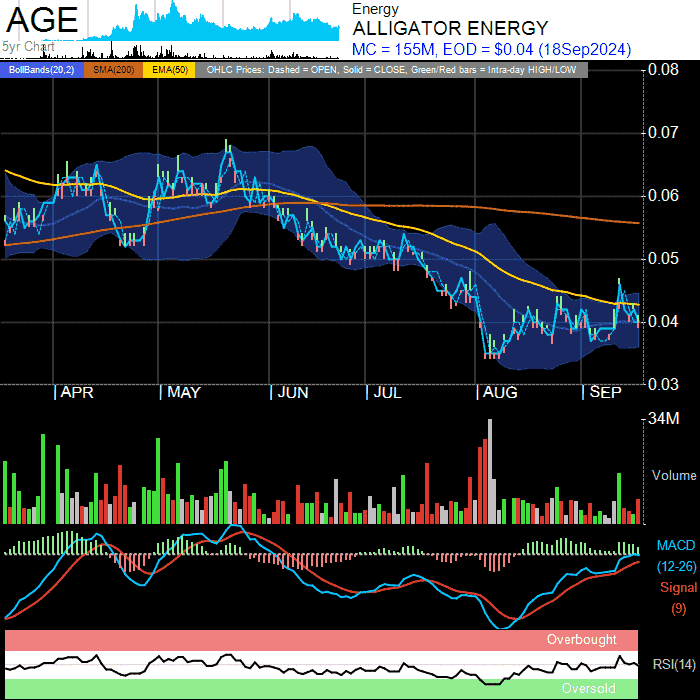 AGE
5yr Chart
Energy
ALLIGATOR ENERGY
MC = 155M, EOD = $0.04 (18Sep2024)
BollBands(20,2) SMA(200) EMA(50) OHLC Prices: Dashed = OPEN, Solid = CLOSE, Green/Red bars = Intra-day HIGH/LOW
0.08
0.07
0.06
0.05
0.04
0.03
APR MAY JUN JUL AUG SEP
34M
Volume
MACD
(12-26)
Signal
(9)
Overbought
RSI(14)
Oversold